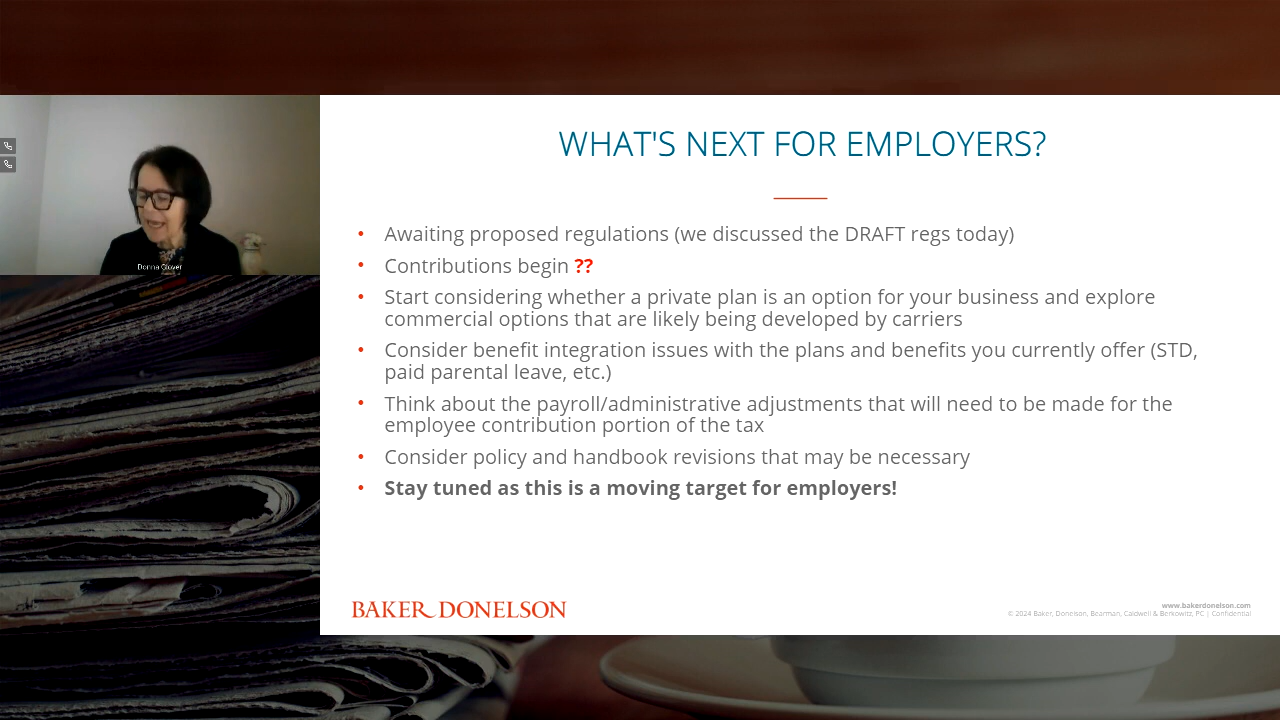 WHAT'S NEXT FOR EMPLOYERS?
• Awaiting proposed regulations (we discussed the DRAFT regs today)
• Contributions begin ??
• Start considering whether a private plan is an option for your business and explore
commercial options that are likely being developed by carriers
• Consider benefit integration issues with the plans and benefits you currently offer (STD,
paid parental leave, etc.)
• Think about the payroll/administrative adjustments that will need to be made for the
employee contribution portion of the tax
• Consider policy and handbook revisions that may be necessary
• Stay tuned as this is a moving target for employers!
Donna Glover
BAKER DONELSON
www.bakerdonelson.com
© 2024 Baker, Donelson, Bearman, Caldwell & Berkowitz, PC | Confidential